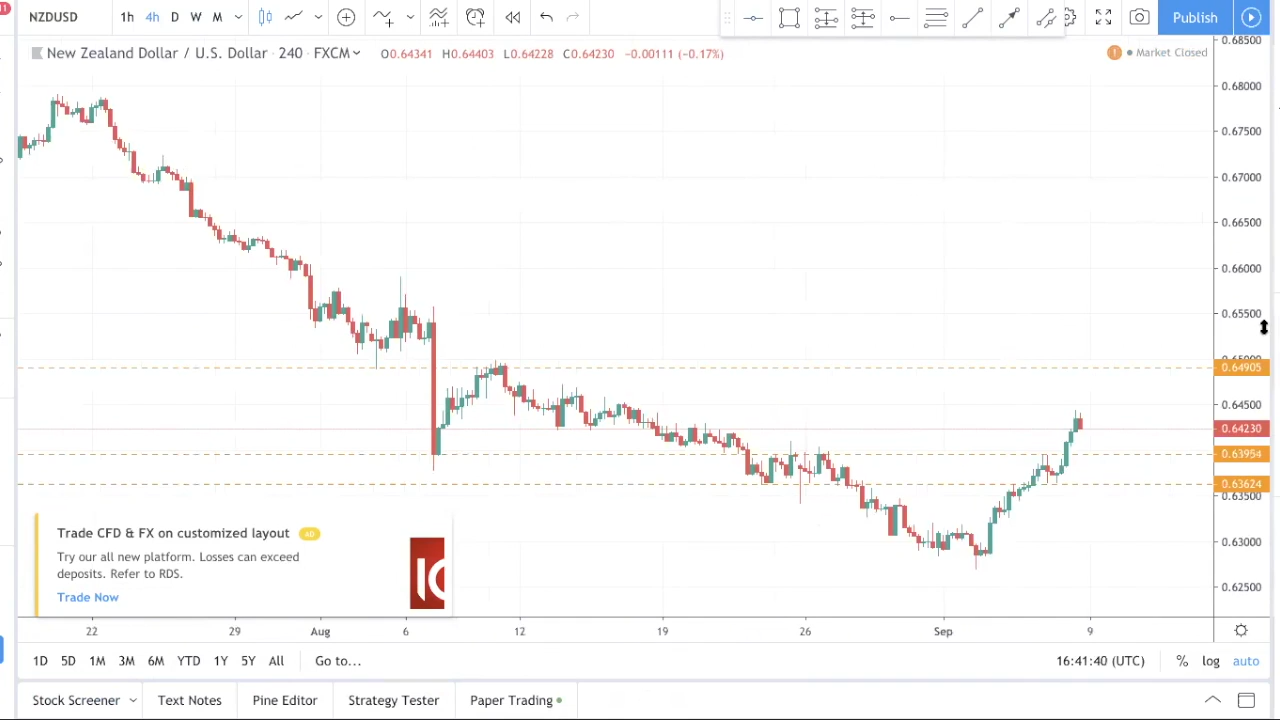 11
NZDUSD 1h 4h D W M Publish
New Zealand Dollar / U.S. Dollar · 240 · FXCM O0.64341 H0.64403 L0.64228 C0.64230 −0.00111 (−0.17%)
! Market Closed
0.68500
0.68000
0.67500
0.67000
0.66500
0.66000
0.65500
0.65000
0.64905
0.64500
0.64230
0.63954
0.63624
0.63500
0.63000
0.62500
Trade CFD & FX on customized layout AD
Try our all new platform. Losses can exceed
deposits. Refer to RDS.
Trade Now
22 29 Aug 6 12 19 26 Sep 9
1D 5D 1M 3M 6M YTD 1Y 5Y All Go to... 16:41:40 (UTC) % log auto
Stock Screener Text Notes Pine Editor Strategy Tester Paper Trading